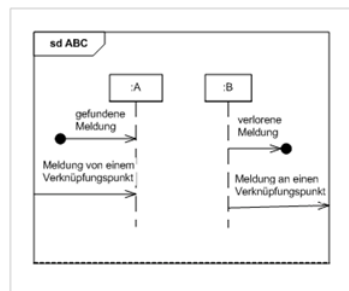 sd ABC
:A
:B
gefundene
Meldung
verlorene
Meldung
Meldung von einem
Verknüpfungspunkt
Meldung an einen
Verknüpfungspunkt